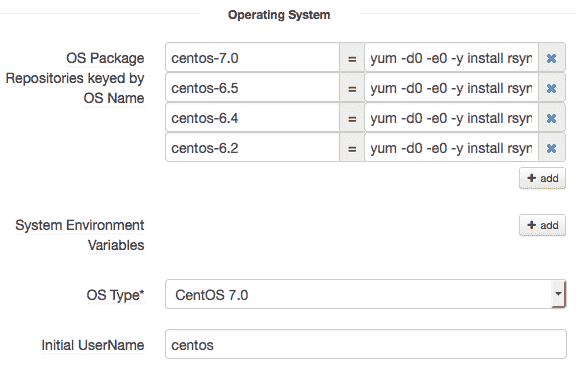 Operating System
OS Package Repositories keyed by OS Name
centos-7.0 = yum -d0 -e0 -y install rsyn
centos-6.5 = yum -d0 -e0 -y install rsyn
centos-6.4 = yum -d0 -e0 -y install rsyn
centos-6.2 = yum -d0 -e0 -y install rsyn
+ add
System Environment Variables
+ add
OS Type* CentOS 7.0
Initial UserName centos